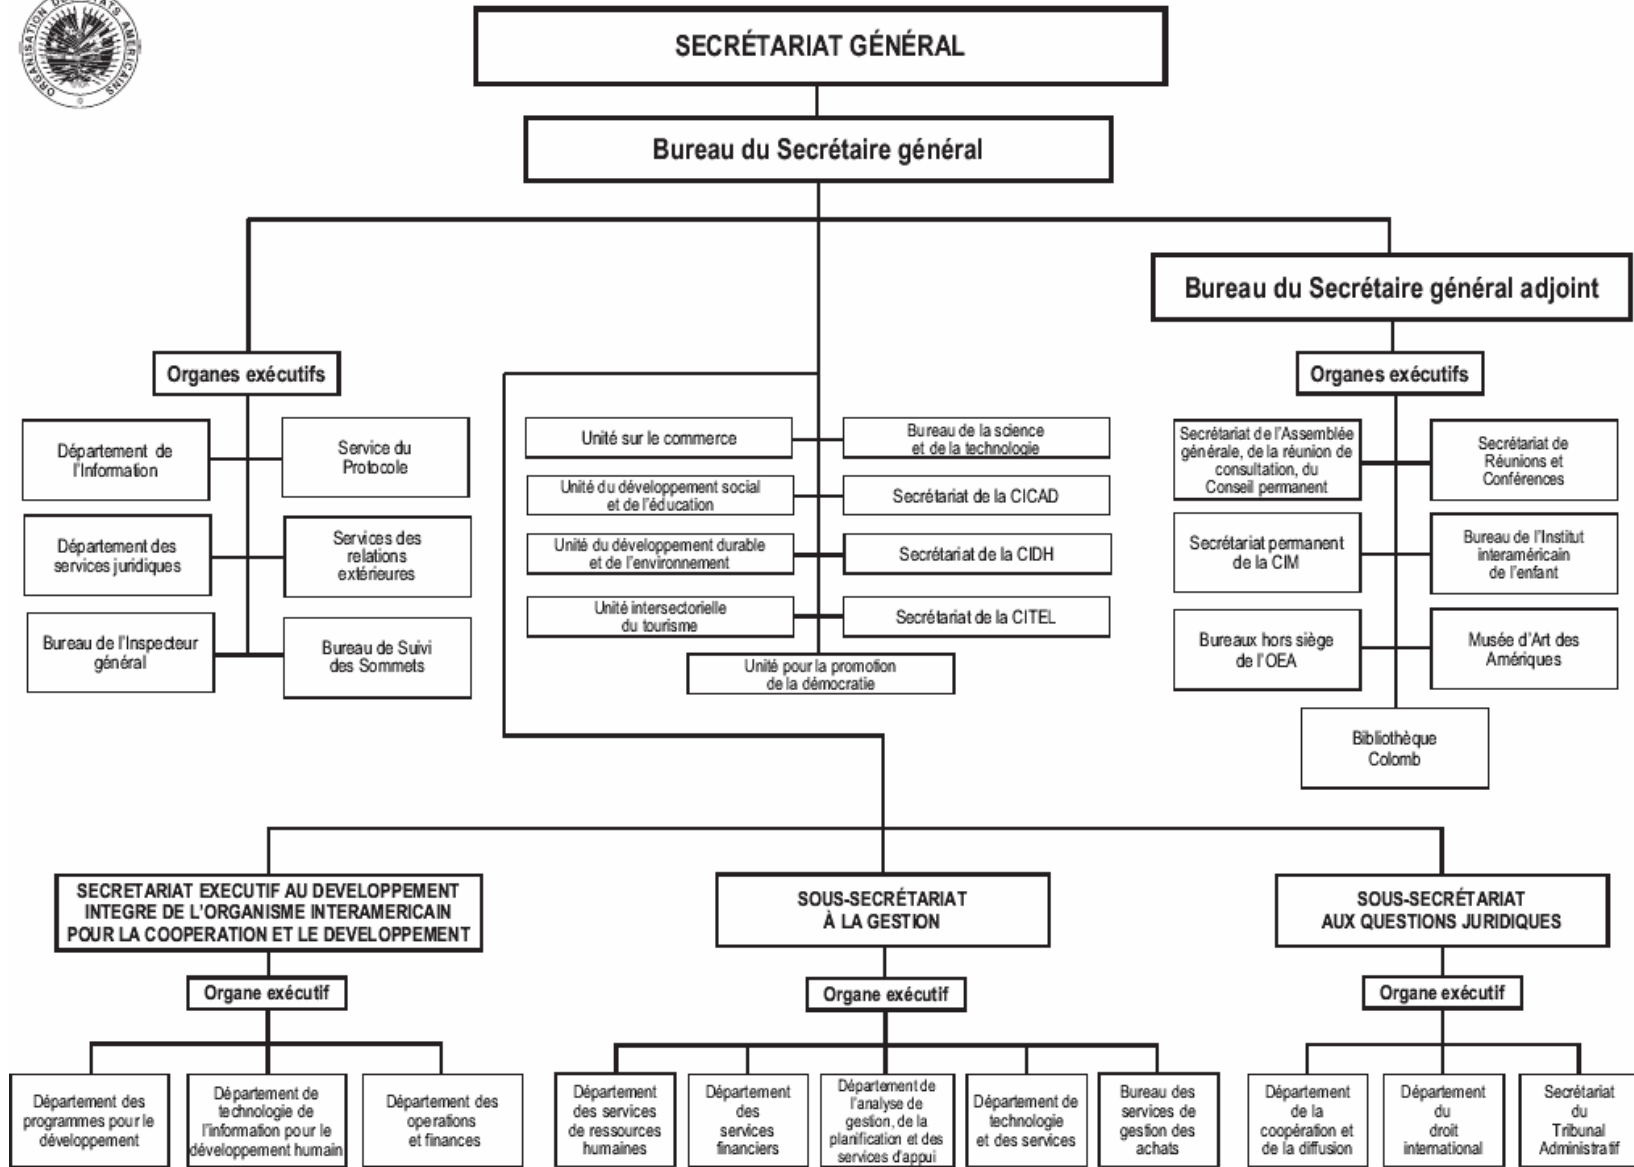 ORGANISATION DES ÉTATS AMÉRICAINS
SECRÉTARIAT GÉNÉRAL
Bureau du Secrétaire général
Bureau du Secrétaire général adjoint
Organes exécutifs
Département de
l'Information
Service du
Protocole
Département des
services juridiques
Services des
relations
extérieures
Bureau de l'Inspecteur
général
Bureau de Suivi
des Sommets
Unité sur le commerce
Bureau de la science
et de la technologie
Unité du développement social
et de l'éducation
Secrétariat de la CICAD
Unité du développement durable
et de l'environnement
Secrétariat de la CIDH
Unité intersectorielle
du tourisme
Secrétariat de la CITEL
Unité pour la promotion
de la démocratie
Organes exécutifs
Secrétariat de l'Assemblée
générale, de la réunion de
consultation, du
Conseil permanent
Secrétariat de
Réunions et
Conférences
Secrétariat permanent
de la CIM
Bureau de l'Institut
interaméricain
de l'enfant
Bureaux hors siège
de l'OEA
Musée d'Art des
Amériques
Bibliothèque
Colomb
SECRETARIAT EXECUTIF AU DEVELOPPEMENT
INTEGRE DE L'ORGANISME INTERAMERICAIN
POUR LA COOPERATION ET LE DEVELOPPEMENT
Organe exécutif
Département des
programmes pour le
développement
Département de
technologie de
l'information pour le
développement humain
Département des
operations
et finances
SOUS-SECRÉTARIAT
À LA GESTION
Organe exécutif
Département
des services
de ressources
humaines
Département
des
services
financiers
Département de
l'analyse de
gestion, de la
planification et des
services d'appui
Département de
technologie
et des services
Bureau des
services de
gestion des
achats
SOUS-SECRÉTARIAT
AUX QUESTIONS JURIDIQUES
Organe exécutif
Département
de la
coopération et
de la diffusion
Département
du
droit
international
Secrétariat
du
Tribunal
Administratif